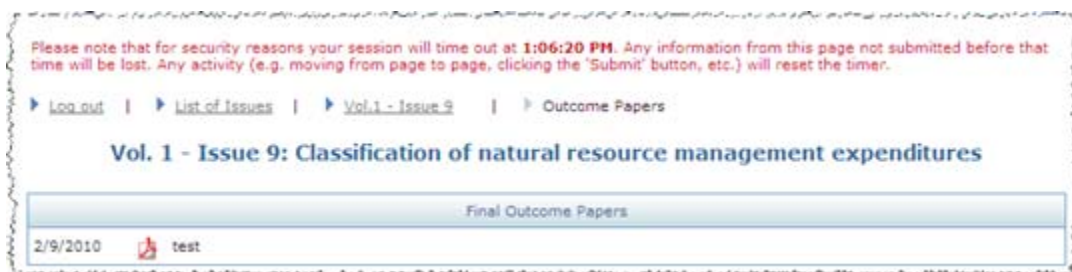 Please note that for security reasons your session will time out at 1:06:20 PM. Any information from this page not submitted before that
time will be lost. Any activity (e.g. moving from page to page, clicking the 'Submit' button, etc.) will reset the timer.
Log out | List of Issues | Vol.1 - Issue 9 | Outcome Papers
Vol. 1 - Issue 9: Classification of natural resource management expenditures
Final Outcome Papers
2/9/2010 test